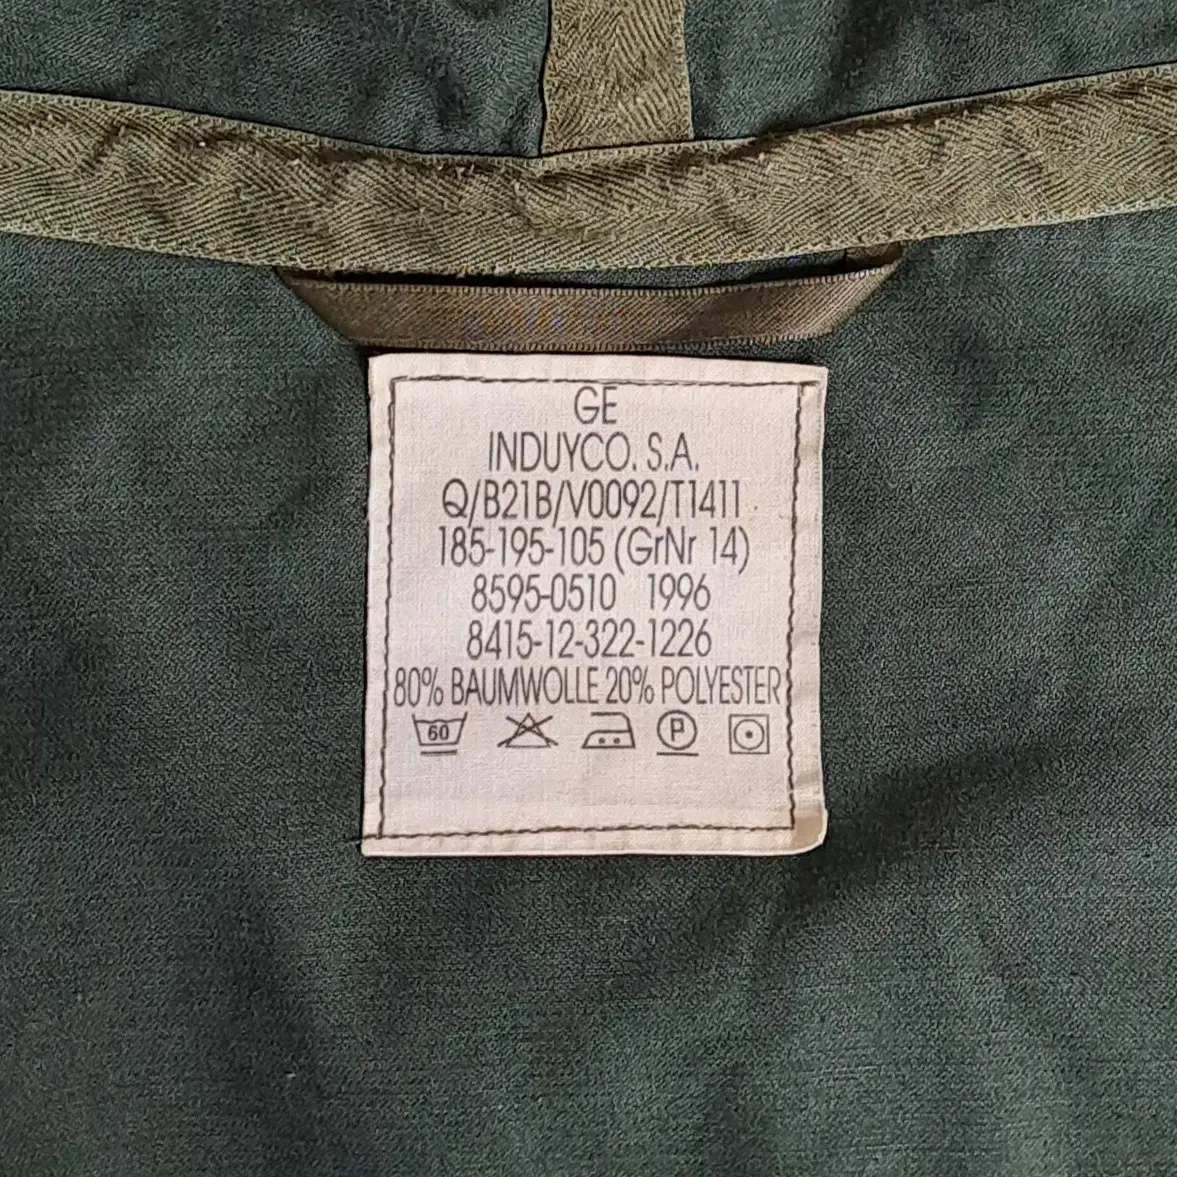 GE
INDUYCO. S.A.
Q/B21B/V0092/T1411
185-195-105 (GrNr 14)
8595-0510 1996
8415-12-322-1226
80% BAUMWOLLE 20% POLYESTER
60 P